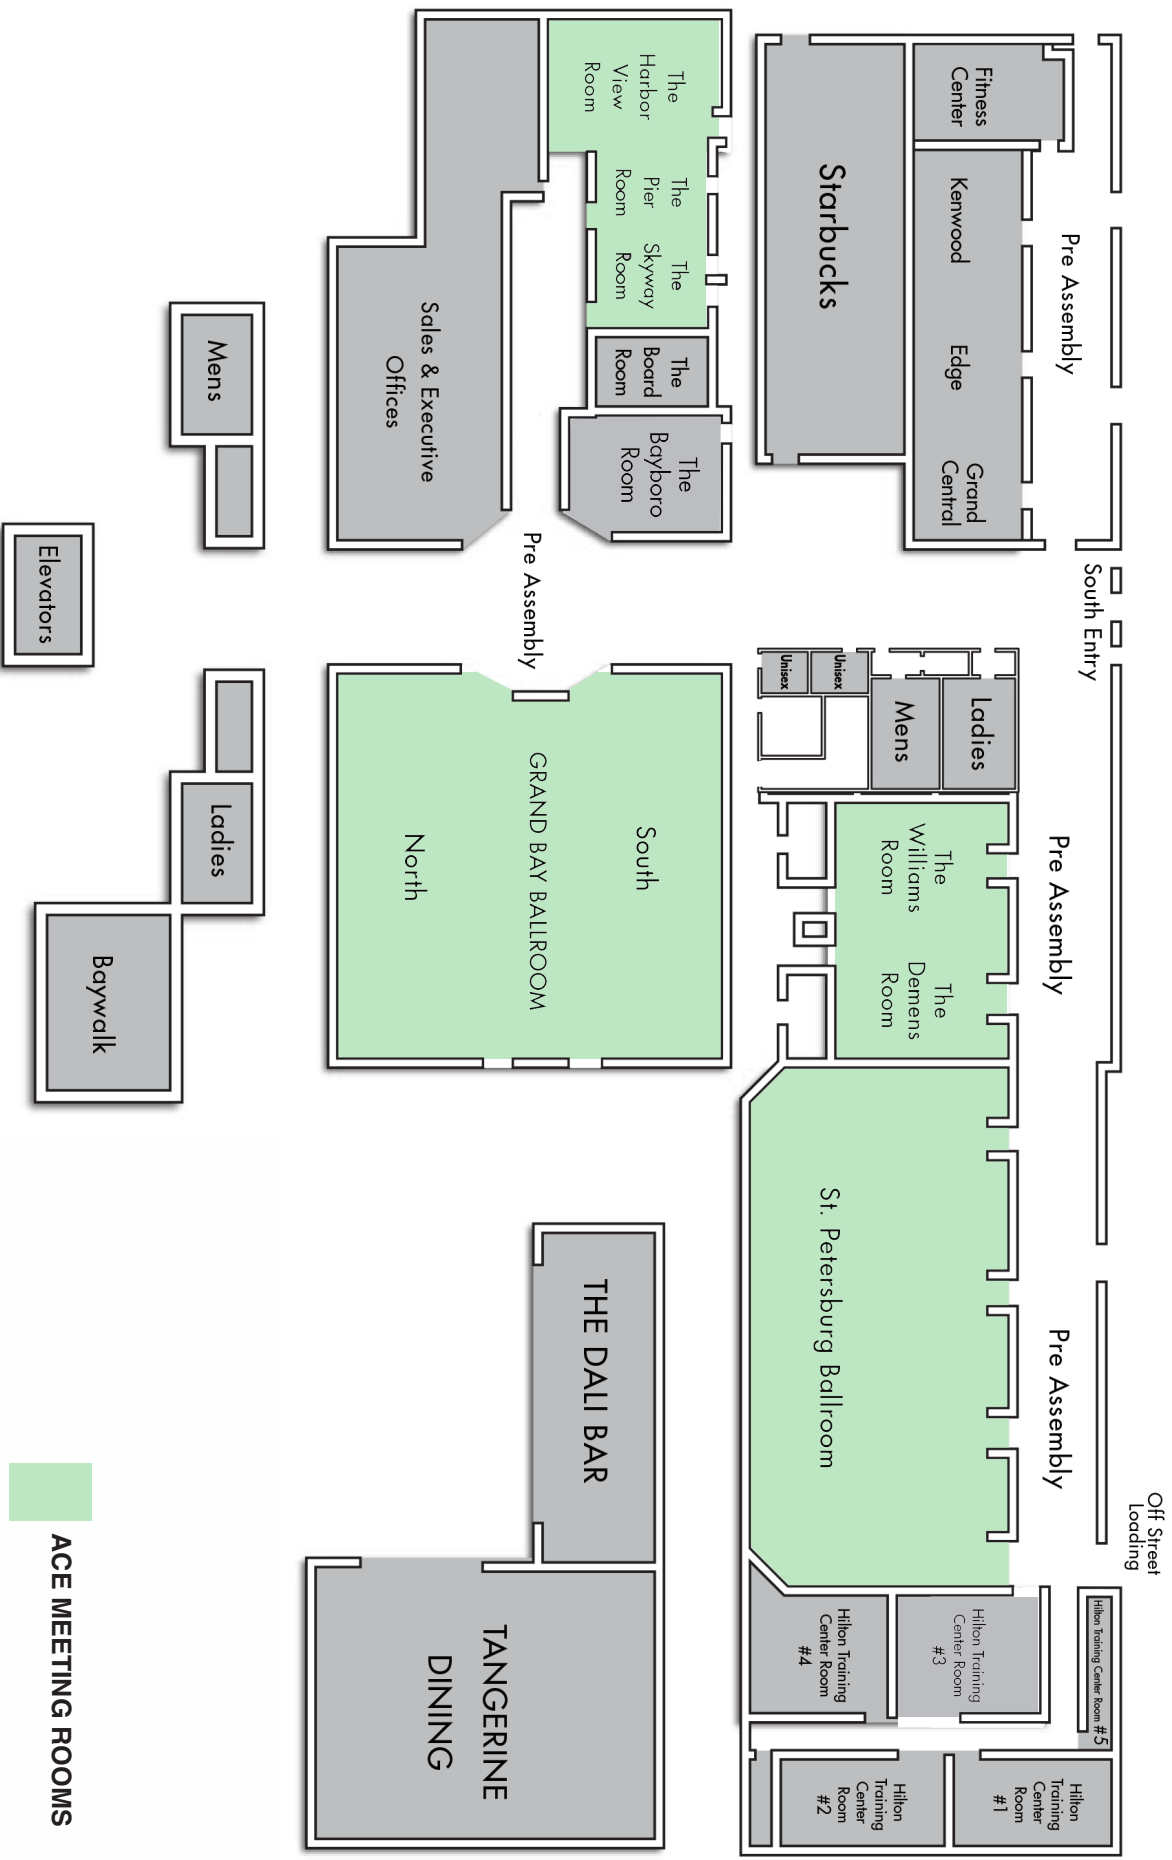 Fitness
Center
Kenwood
Edge
Grand
Central
Pre Assembly
Starbucks
South Entry
The
Harbor
View
Room
The
Pier
Room
The
Skyway
Room
The
Board
Room
The
Bayboro
Room
Sales & Executive
Offices
Mens
Elevators
Pre Assembly
Unisex
Unisex
Mens
Ladies
Pre Assembly
The
Williams
Room
The
Demens
Room
South
GRAND BAY BALLROOM
North
Ladies
Baywalk
St. Petersburg Ballroom
Pre Assembly
Off Street
Loading
THE DALI BAR
TANGERINE
DINING
Hilton Training Center Room #5
Hilton Training
Center Room
#3
Hilton Training
Center Room
#4
Hilton
Training
Center
Room
#1
Hilton
Training
Center
Room
#2
ACE MEETING ROOMS